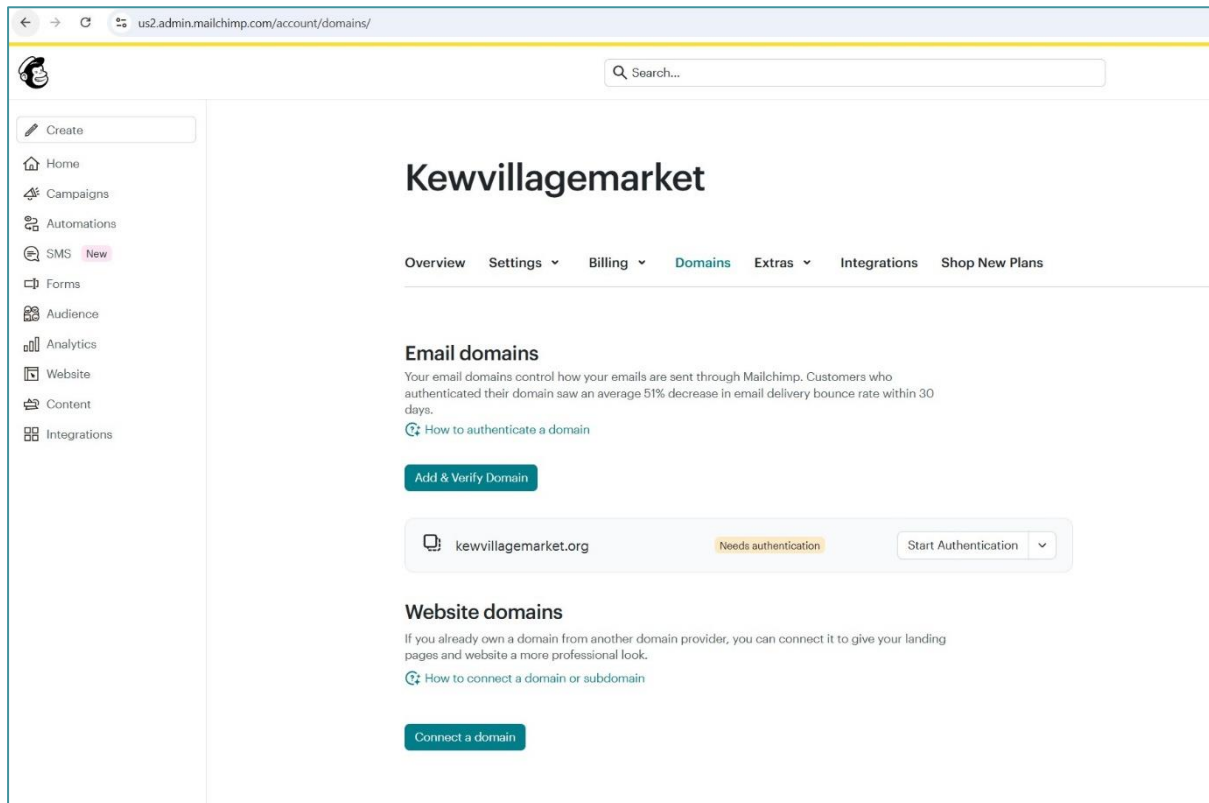 us2.admin.mailchimp.com/account/domains/
Search...
Create
Home
Campaigns
Automations
SMS New
Forms
Audience
Analytics
Website
Content
Integrations
Kewvillagemarket
Overview Settings Billing Domains Extras Integrations Shop New Plans
Email domains
Your email domains control how your emails are sent through Mailchimp. Customers who
authenticated their domain saw an average 51% decrease in email delivery bounce rate within 30
days.
How to authenticate a domain
Add & Verify Domain
kewvillagemarket.org Needs authentication Start Authentication
Website domains
If you already own a domain from another domain provider, you can connect it to give your landing
pages and website a more professional look.
How to connect a domain or subdomain
Connect a domain